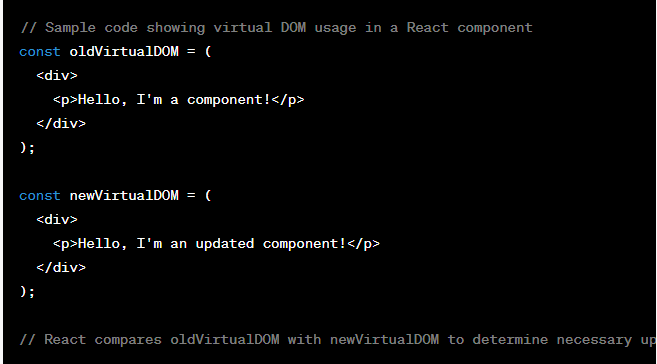 // Sample code showing virtual DOM usage in a React component
const oldVirtualDOM = (
  <div>
    <p>Hello, I'm a component!</p>
  </div>
);

const newVirtualDOM = (
  <div>
    <p>Hello, I'm an updated component!</p>
  </div>
);

// React compares oldVirtualDOM with newVirtualDOM to determine necessary up